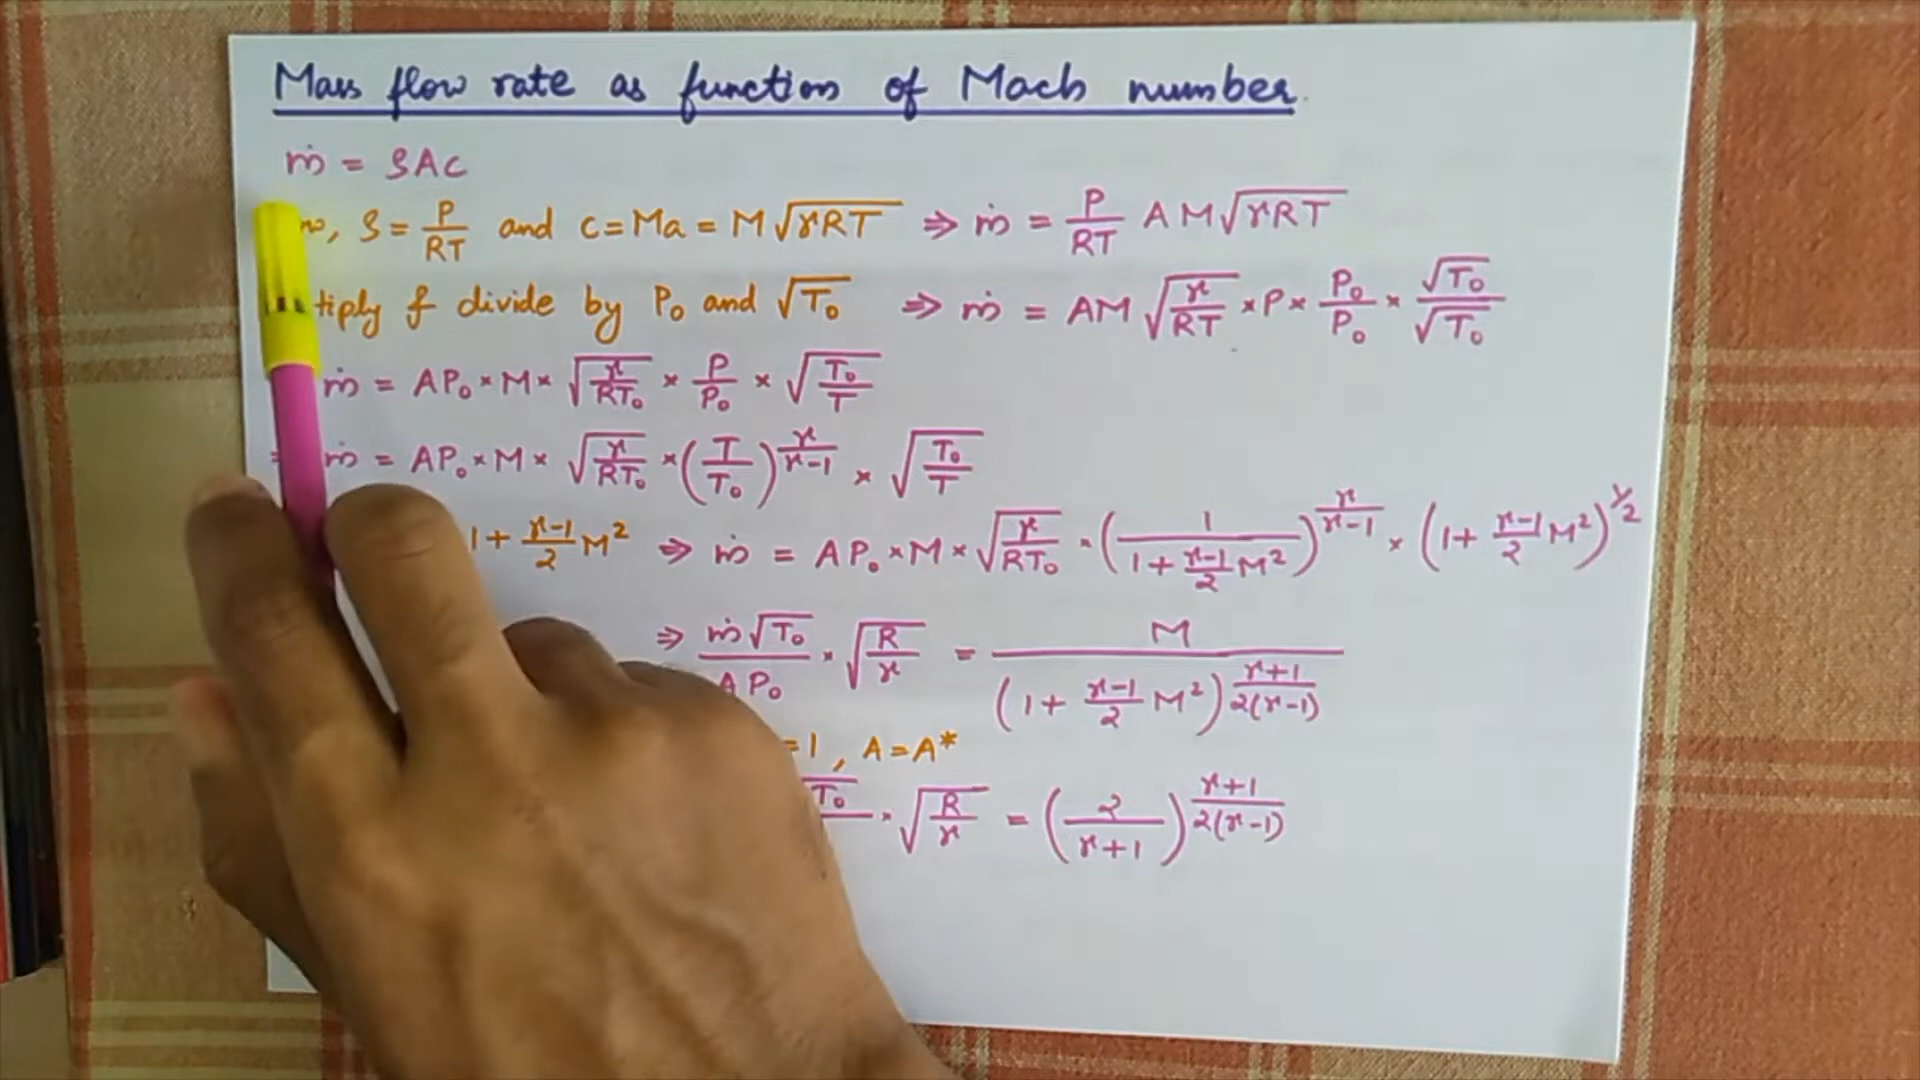 Mass flow rate as function of Mach number.
ṁ = ρAc
ρ = P/RT and c = Ma = M√(γRT) ⇒ ṁ = P/RT AM√(γRT)
tiply & divide by P₀ and √T₀ ⇒ ṁ = AM √(γ/RT) × P × P₀/P₀ × √T₀/√T₀
ṁ = AP₀ × M × √(γ/RT₀) × P/P₀ × √(T₀/T)
ṁ = AP₀ × M × √(γ/RT₀) × (T/T₀)^(γ/(γ-1)) × √(T₀/T)
1 + (γ-1)/2 M² ⇒ ṁ = AP₀ × M × √(γ/RT₀) × (1/(1 + (γ-1)/2 M²))^(γ/(γ-1)) × (1 + (γ-1)/2 M²)^(1/2)
⇒ ṁ√T₀/AP₀ × √(R/γ) = M/(1 + (γ-1)/2 M²)^((γ+1)/2(γ-1))
=1, A=A*
√T₀ × √(R/γ) = (2/(γ+1))^((γ+1)/2(γ-1))